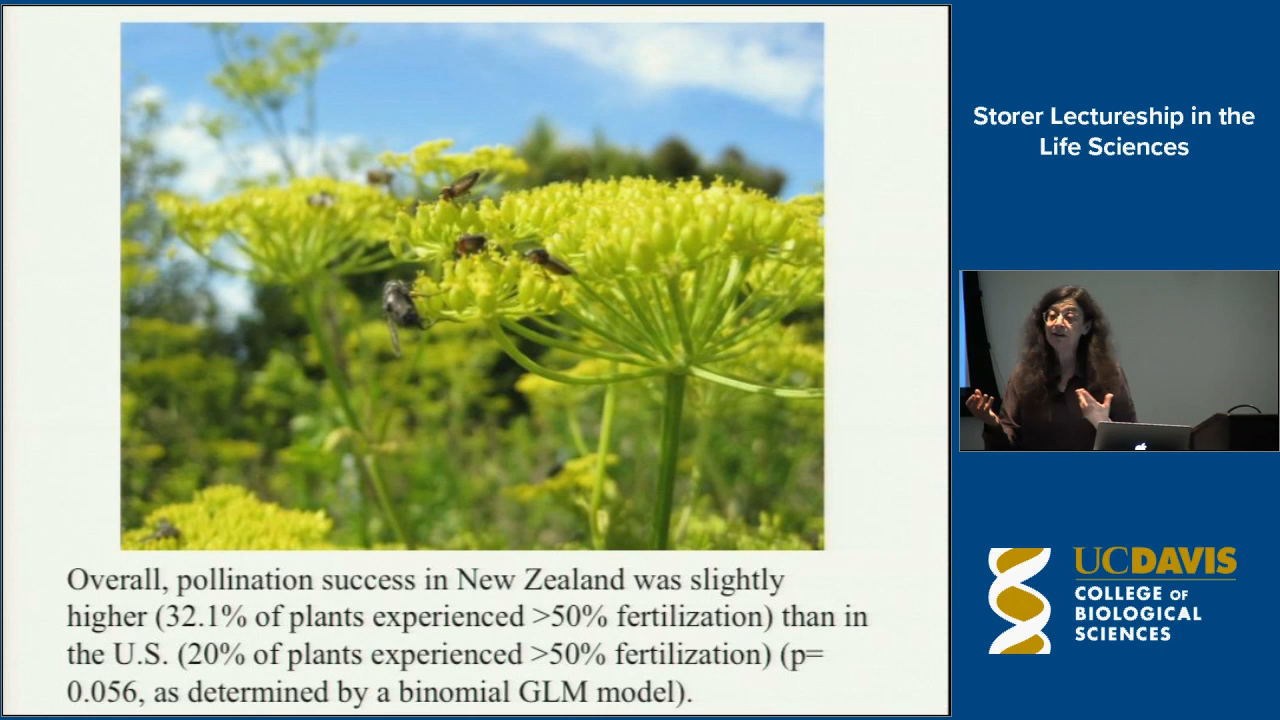 Overall, pollination success in New Zealand was slightly
higher (32.1% of plants experienced >50% fertilization) than in
the U.S. (20% of plants experienced >50% fertilization) (p=
0.056, as determined by a binomial GLM model).
Storer Lectureship in the
Life Sciences
UCDAVIS
COLLEGE OF
BIOLOGICAL
SCIENCES